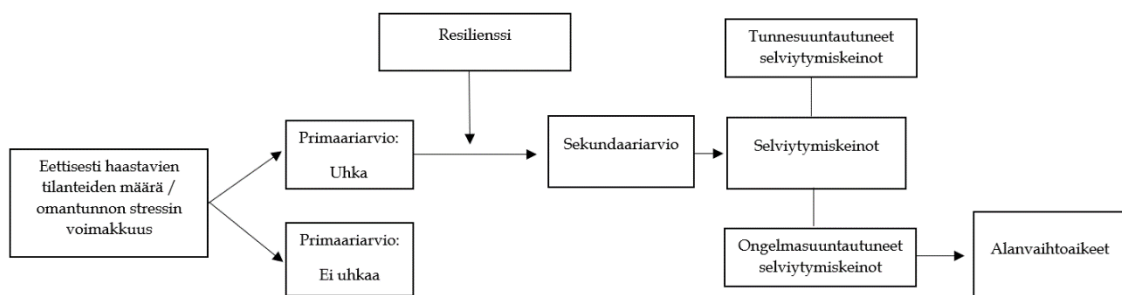 Resilienssi
Tunnesuuntautuneet
selviytymiskeinot
Eettisesti haastavien
tilanteiden määrä /
omantunnon stressin
voimakkuus
Primaariarvio:
Uhka
Primaariarvio:
Ei uhkaa
Sekundaariarvio
Selviytymiskeinot
Ongelmasuuntautuneet
selviytymiskeinot
Alanvaihtoaikeet